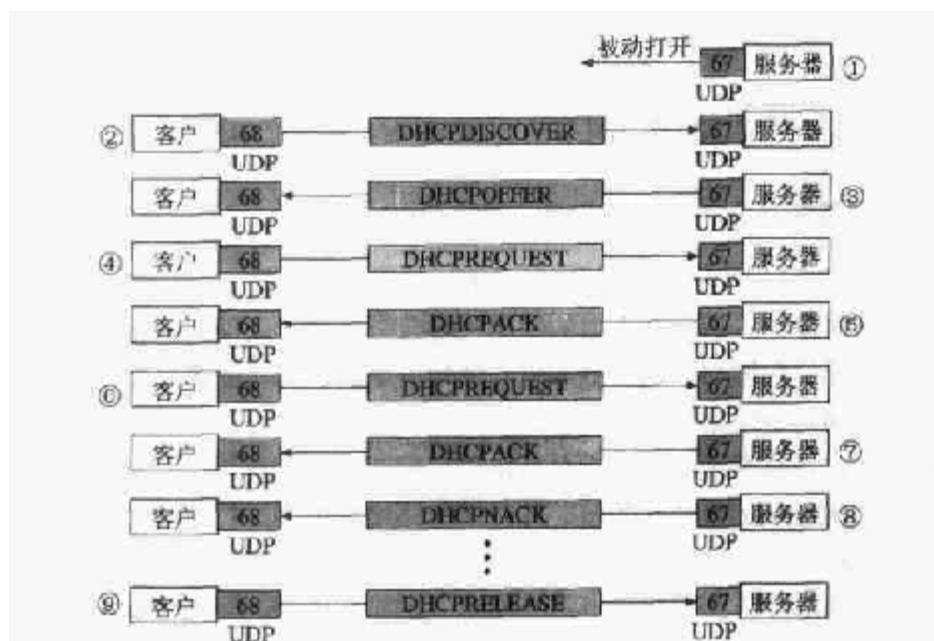 被动打开
67 服务器 ①
UDP
② 客户 68 DHCPDISCOVER 67 服务器
UDP UDP
客户 68 DHCPOFFER 67 服务器 ③
UDP UDP
④ 客户 68 DHCPREQUEST 67 服务器
UDP UDP
客户 68 DHCPACK 67 服务器 ⑤
UDP UDP
⑥ 客户 68 DHCPREQUEST 67 服务器
UDP UDP
客户 68 DHCPACK 67 服务器 ⑦
UDP UDP
客户 68 DHCPNACK 67 服务器 ⑧
UDP UDP
⑨ 客户 68 DHCPRELEASE 67 服务器
UDP UDP